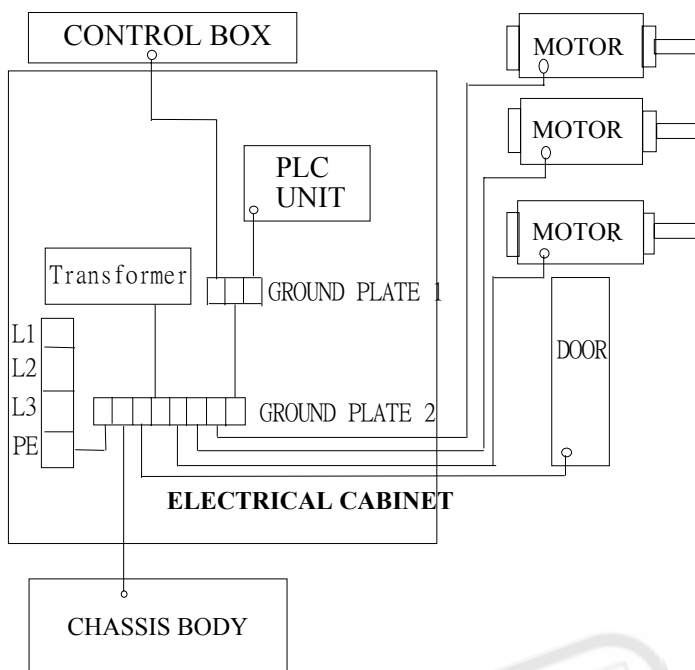 CONTROL BOX
MOTOR
MOTOR
PLC
UNIT
MOTOR
Transformer
GROUND PLATE 1
DOOR
L1
L2
L3
GROUND PLATE 2
PE
ELECTRICAL CABINET
CHASSIS BODY